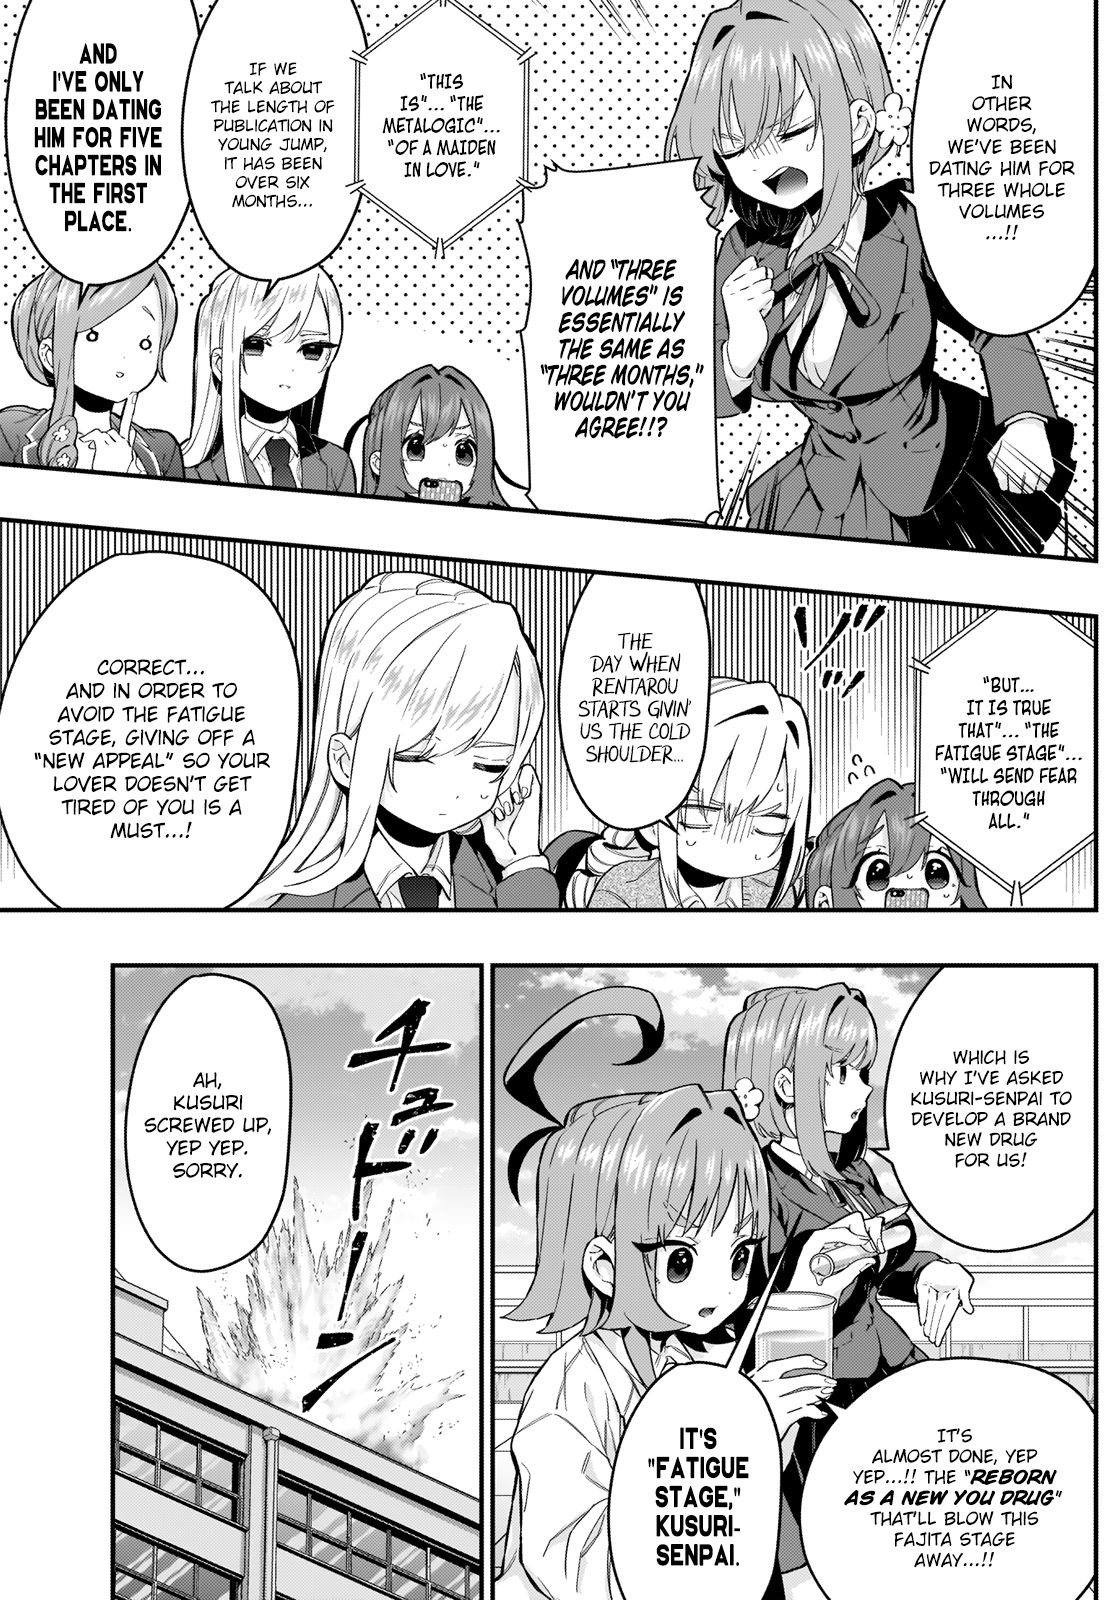 IN
OTHER
WORDS,
WE'VE BEEN
DATING HIM FOR
THREE WHOLE
VOLUMES
...!!
AND "THREE
VOLUMES" IS
ESSENTIALLY
THE SAME AS
"THREE MONTHS,"
WOULDN'T YOU
AGREE!!?
"THIS
IS"... "THE
METALOGIC"...
"OF A MAIDEN
IN LOVE."
IF WE
TALK ABOUT
THE LENGTH OF
PUBLICATION IN
YOUNG JUMP,
IT HAS BEEN
OVER SIX
MONTHS...
AND
I'VE ONLY
BEEN DATING
HIM FOR FIVE
CHAPTERS IN
THE FIRST
PLACE.
"BUT...
IT IS TRUE
THAT"... "THE
FATIGUE STAGE"...
"WILL SEND FEAR
THROUGH
ALL."
THE
DAY WHEN
RENTAROU
STARTS GIVIN'
US THE COLD
SHOULDER...
CORRECT...
AND IN ORDER TO
AVOID THE FATIGUE
STAGE, GIVING OFF A
"NEW APPEAL" SO YOUR
LOVER DOESN'T GET
TIRED OF YOU IS A
MUST...!
WHICH IS
WHY I'VE ASKED
KUSURI-SENPAI TO
DEVELOP A BRAND
NEW DRUG
FOR US!
IT'S
ALMOST DONE, YEP
YEP...!! THE "REBORN
AS A NEW YOU DRUG"
THAT'LL BLOW THIS
FAJITA STAGE
AWAY...!!
IT'S
"FATIGUE
STAGE,"
KUSURI-
SENPAI.
チュドーン
AH,
KUSURI
SCREWED UP,
YEP YEP.
SORRY.